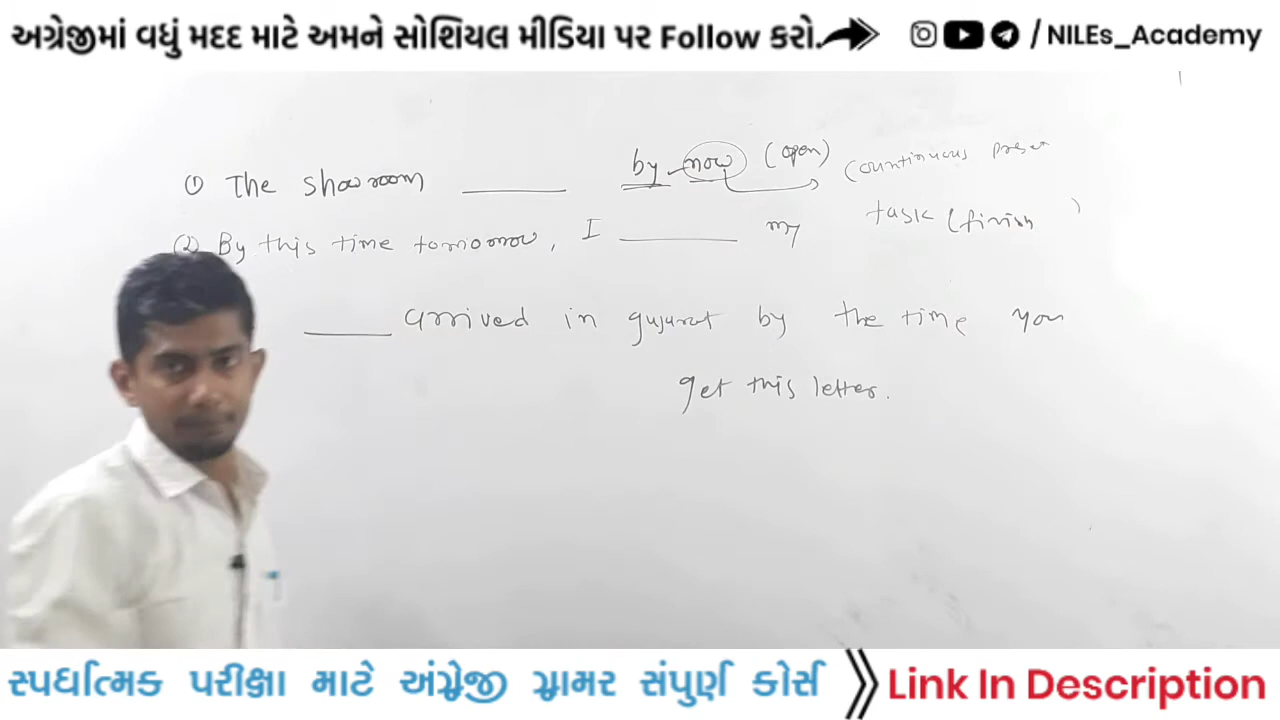 અગ્રેજીમાં વધું મદદ માટે અમને સોશિયલ મીડિયા પર Follow કરો. / NILEs_Academy
① The showroom ______ by now (open) Countinuous presen
② By this time tomorrow, I ______ my task (finish )
______ arrived in gujurat by the time you
get this letter.
સ્પર્ધાત્મક પરીક્ષા માટે અંગ્રેજી ગ્રામર સંપુર્ણ કોર્સ Link In Description